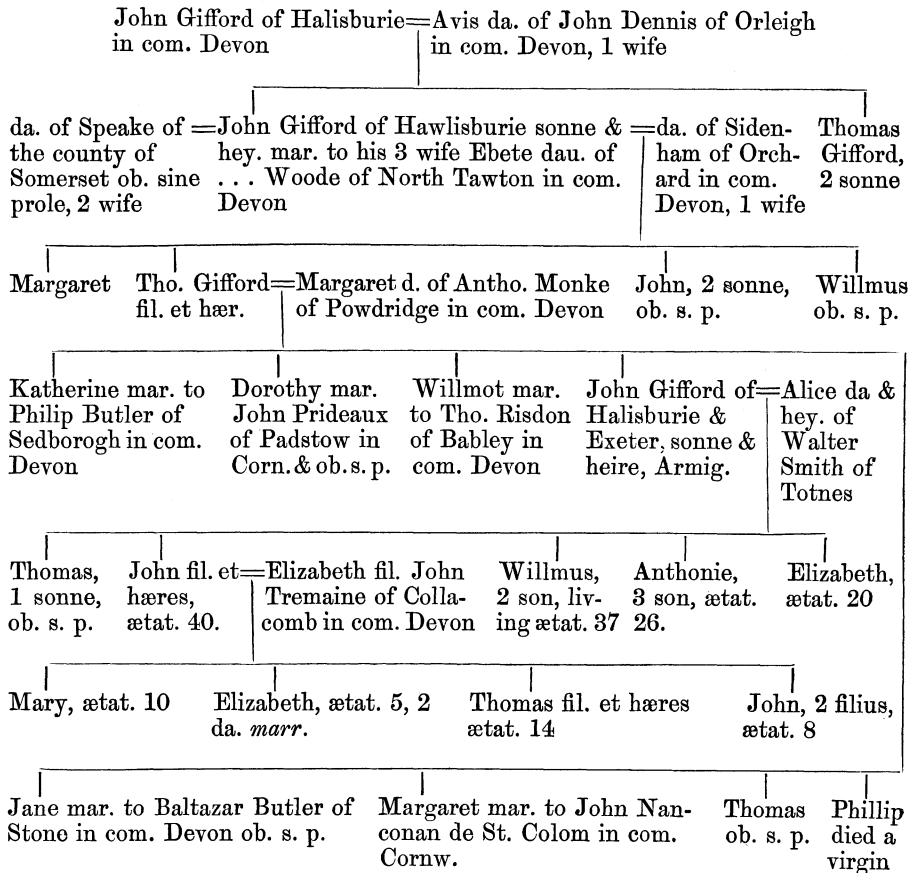 John Gifford of Halisburie=Avis da. of John Dennis of Orleigh
in com. Devon
in com. Devon, 1 wife
da. of Speake of
the county of
Somerset ob. sine
prole, 2 wife
=John Gifford of Hawlisburie sonne &
hey. mar. to his 3 wife Ebete dau. of
. . . Woode of North Tawton in com.
Devon
=da. of Siden-
ham of Orch-
ard in com.
Devon, 1 wife
Thomas
Gifford,
2 sonne
Margaret
Tho. Gifford=
fil. et hær.
Margaret d. of Antho. Monke
of Powdridge in com. Devon
John, 2 sonne,
ob. s. p.
Willmus
ob. s. p.
Katherine mar. to
Philip Butler of
Sedborogh in com.
Devon
Dorothy mar.
John Prideaux
of Padstow in
Corn. & ob. s. p.
Willmot mar.
to Tho. Risdon
of Babley in
com. Devon
John Gifford of=
Halisburie &
Exeter, sonne &
heire, Armig.
Alice da &
hey. of
Walter
Smith of
Totnes
Thomas,
1 sonne,
ob. s. p.
John fil. et=
hæres,
ætat. 40.
Elizabeth fil. John
Tremaine of Colla-
comb in com. Devon
Willmus,
2 son, liv-
ing ætat. 37
Anthonie,
3 son, ætat.
26.
Elizabeth,
ætat. 20
Mary, ætat. 10
Elizabeth, ætat. 5, 2
da. marr.
Thomas fil. et hæres
ætat. 14
John, 2 filius,
ætat. 8
Jane mar. to Baltazar Butler of
Stone in com. Devon ob. s. p.
Margaret mar. to John Nan-
conan de St. Colom in com.
Cornw.
Thomas
ob. s. p.
Phillip
died a
virgin